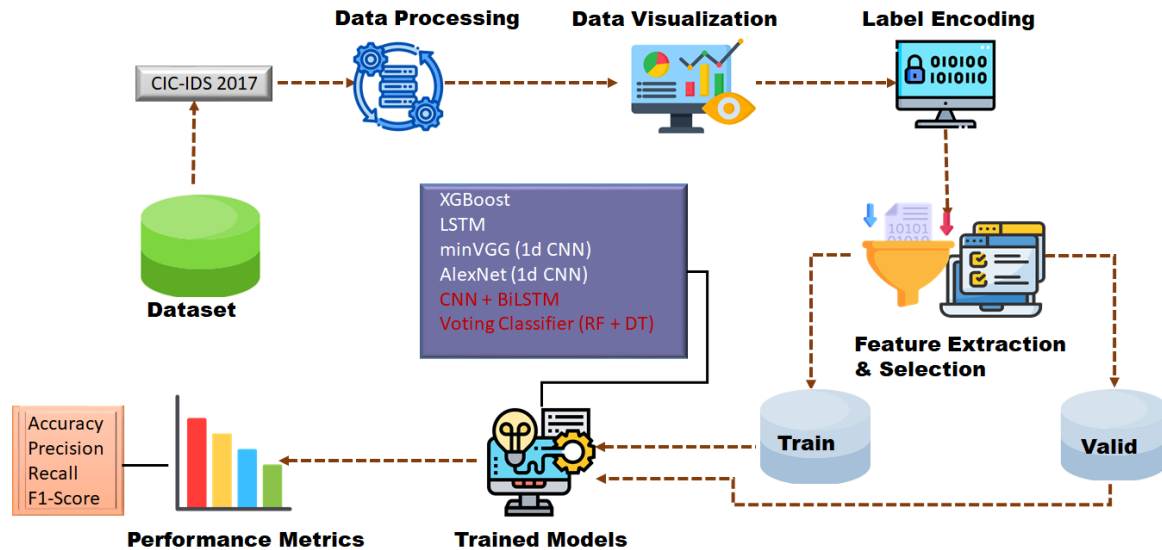 Data Processing
Data Visualization
Label Encoding
CIC-IDS 2017
010100
010110
XGBoost
LSTM
minVGG (1d CNN)
AlexNet (1d CNN)
CNN + BiLSTM
Voting Classifier (RF + DT)
10101
01010
Dataset
Feature Extraction
& Selection
Train
Valid
Accuracy
Precision
Recall
F1-Score
Performance Metrics
Trained Models